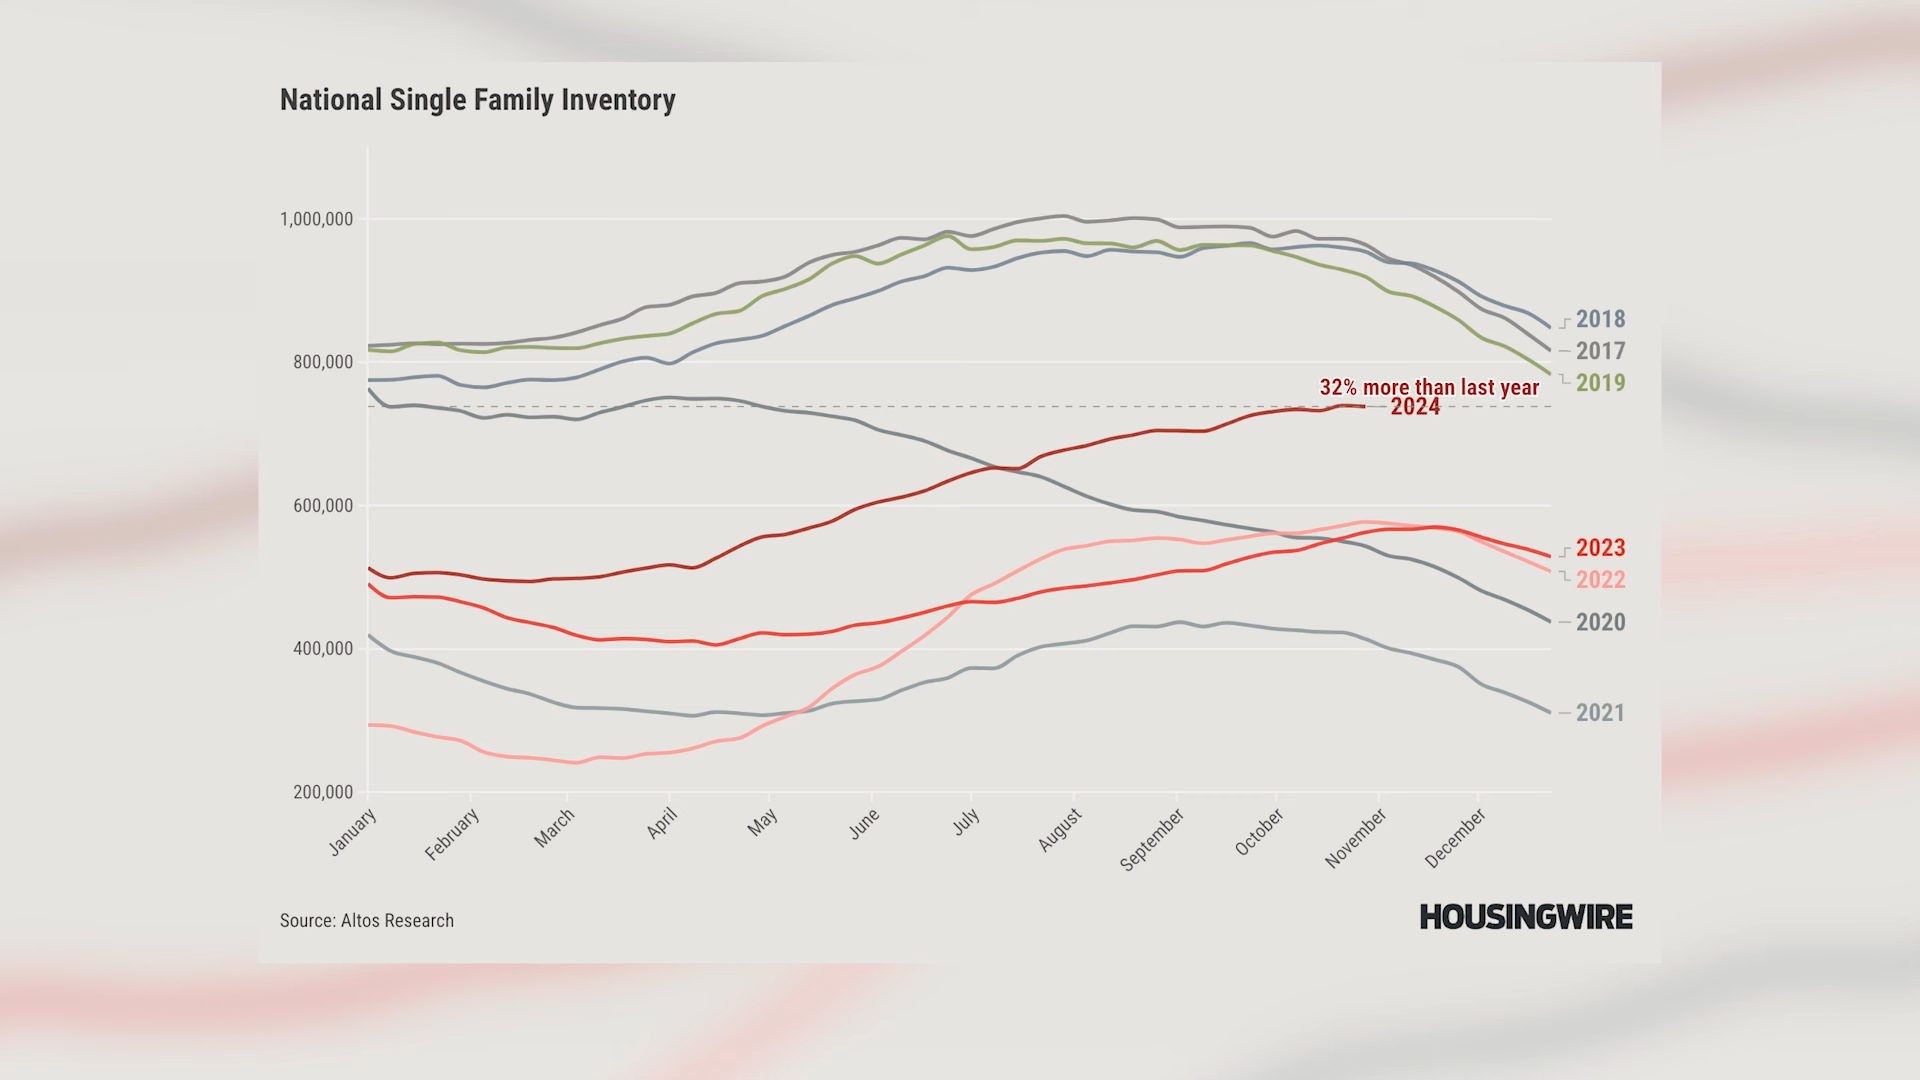 National Single Family Inventory
1,000,000
800,000
600,000
400,000
200,000
2018
2017
2019
32% more than last year
2024
2023
2022
2020
2021
January
February
March
April
May
June
July
August
September
October
November
December
Source: Altos Research
HOUSINGWIRE